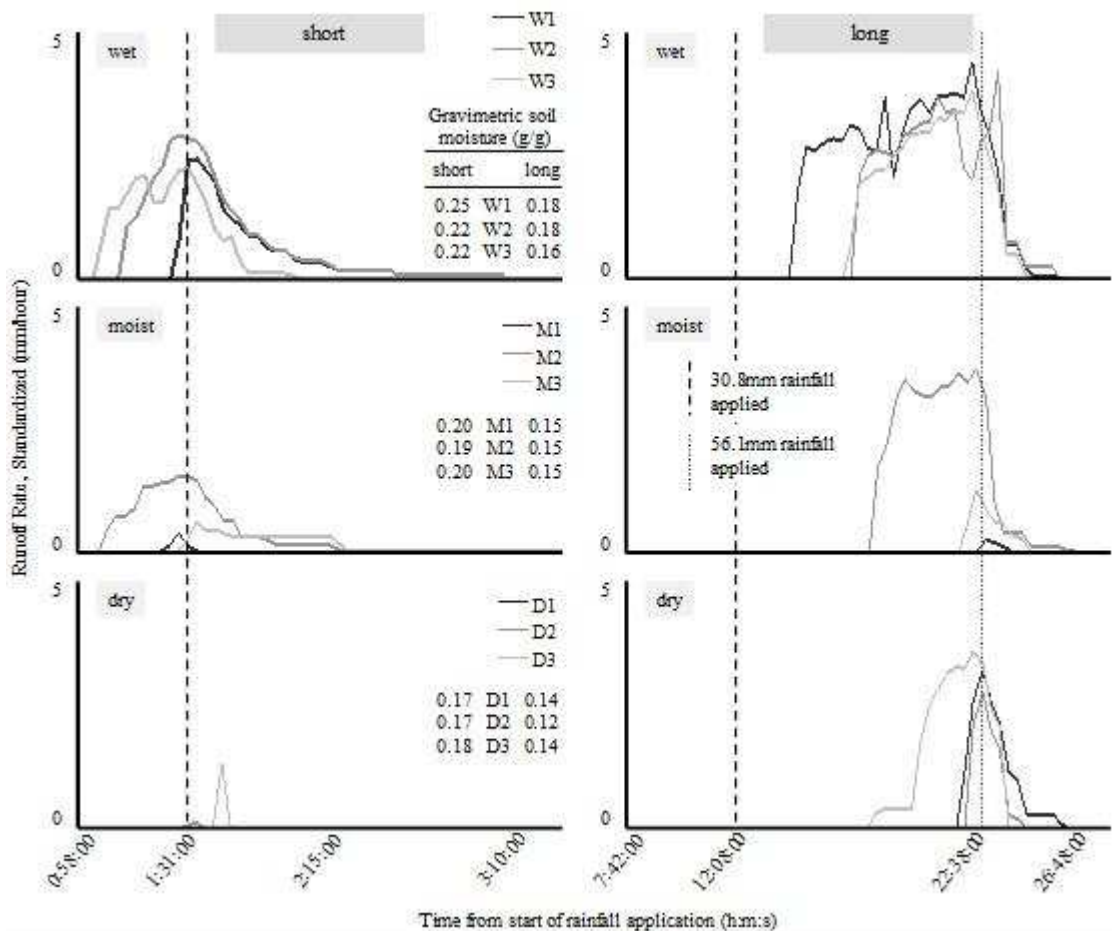 short
5
wet
0
W1
W2
W3
Gravimetric soil
moisture (g/g)
short long
0.25 W1 0.18
0.22 W2 0.18
0.22 W3 0.16
long
5
wet
0
5
moist
0
M1
M2
M3
0.20 M1 0.15
0.19 M2 0.15
0.20 M3 0.15
5
moist
0
30.8mm rainfall
applied
56.1mm rainfall
applied
5
dry
0
D1
D2
D3
0.17 D1 0.14
0.17 D2 0.12
0.18 D3 0.14
5
dry
0
0:58:00 1:31:00 2:15:00 3:10:00
7:42:00 12:08:00 22:38:00 26:48:00
Runoff Rate, Standardized (mm/hour)
Time from start of rainfall application (h:m:s)